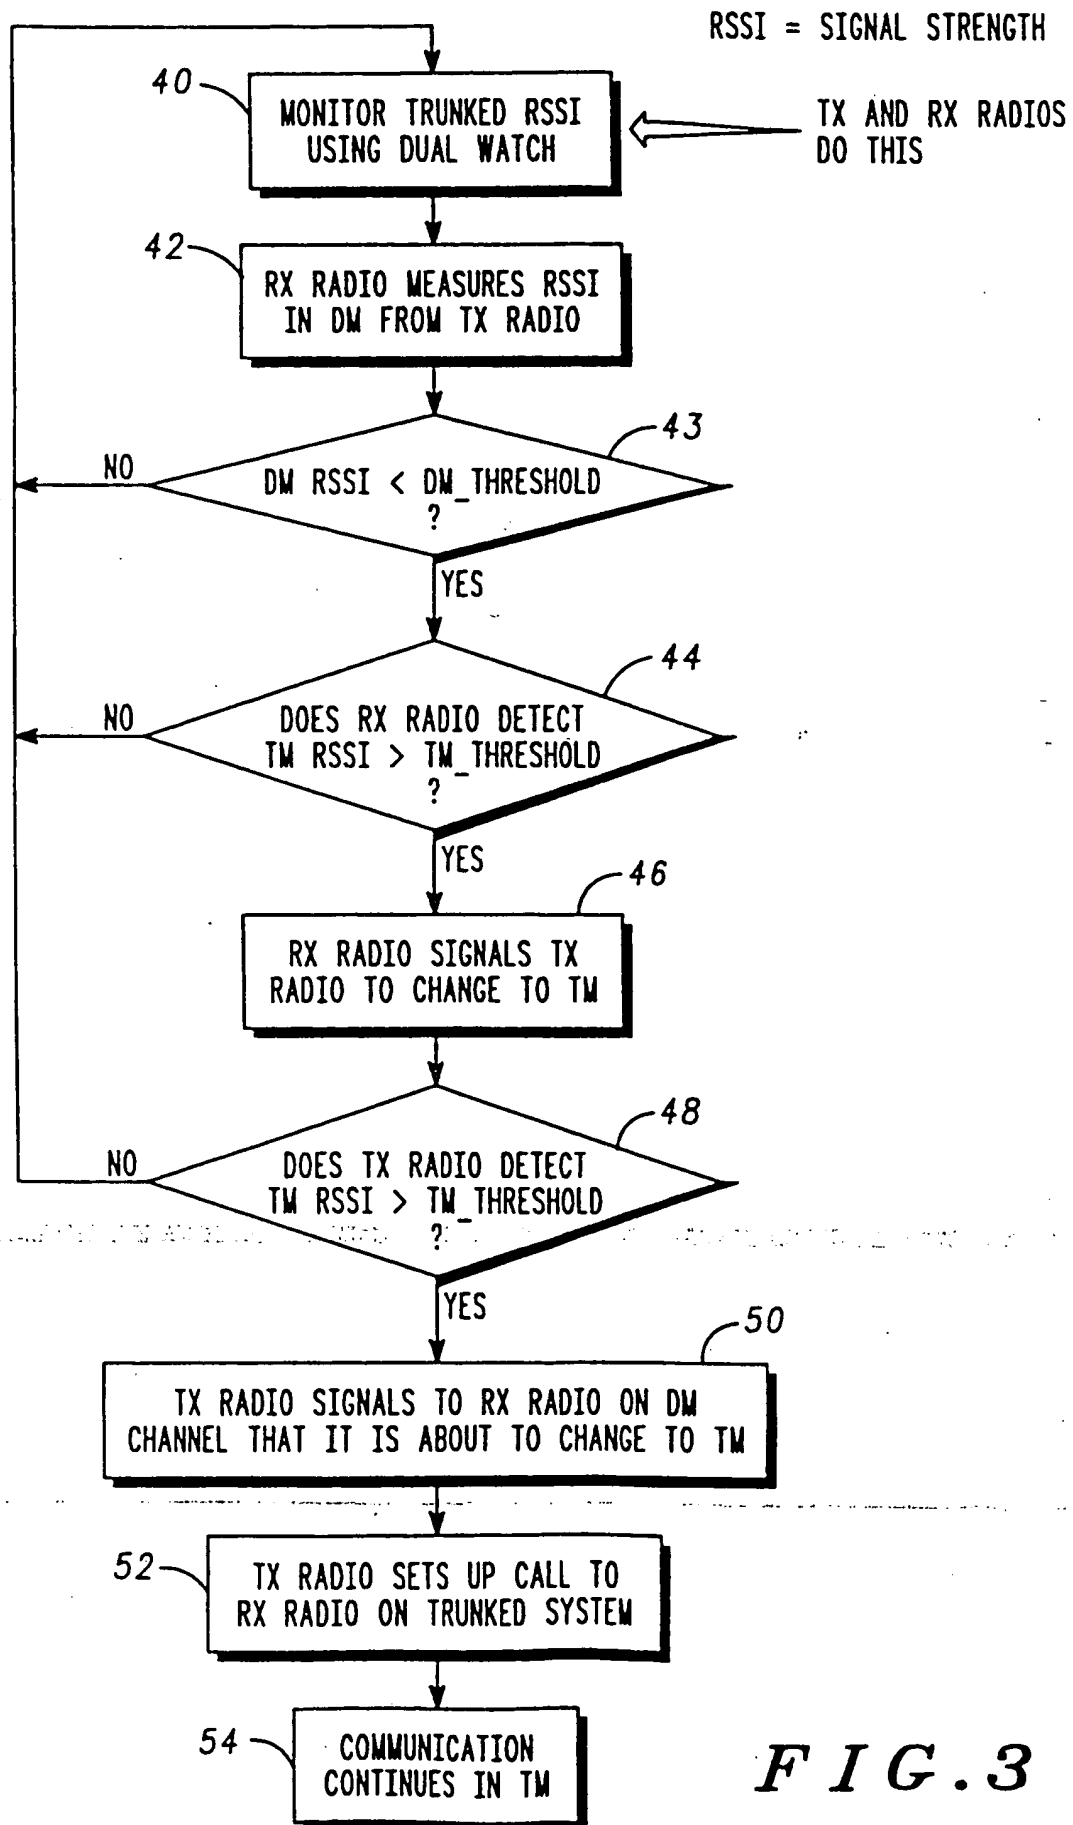 RSSI = SIGNAL STRENGTH
40
MONITOR TRUNKED RSSI
USING DUAL WATCH
TX AND RX RADIOS
DO THIS
42
RX RADIO MEASURES RSSI
IN DM FROM TX RADIO
43
NO
DM RSSI < DM_THRESHOLD
?
YES
44
NO
DOES RX RADIO DETECT
TM RSSI > TM_THRESHOLD
?
YES
46
RX RADIO SIGNALS TX
RADIO TO CHANGE TO TM
48
NO
DOES TX RADIO DETECT
TM RSSI > TM_THRESHOLD
?
YES
50
TX RADIO SIGNALS TO RX RADIO ON DM
CHANNEL THAT IT IS ABOUT TO CHANGE TO TM
52
TX RADIO SETS UP CALL TO
RX RADIO ON TRUNKED SYSTEM
54
COMMUNICATION
CONTINUES IN TM
FIG.3